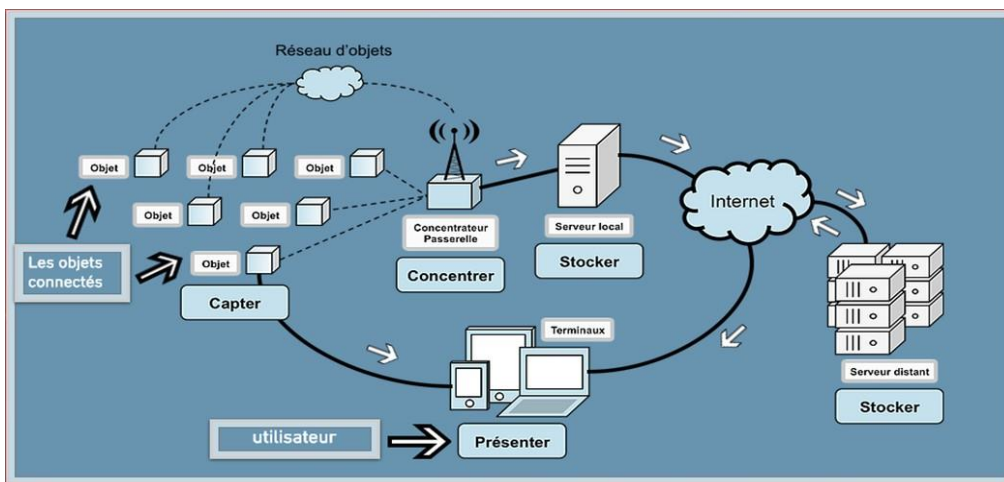 Réseau d'objets
Objet
Objet
Objet
Objet
Objet
Objet
Les objets
connectés
Capter
Concentrateur
Passerelle
Concentrer
Serveur local
Stocker
Internet
Serveur distant
Stocker
Terminaux
Présenter
utilisateur